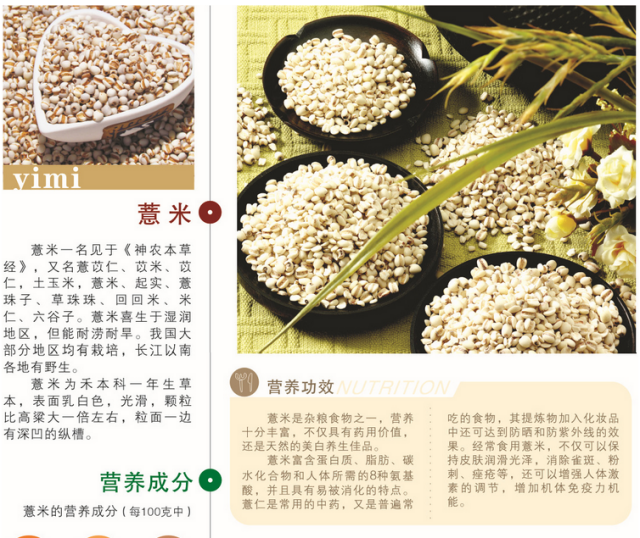 yimi
薏米
薏米一名见于《神农本草
经》，又名薏苡仁、苡米、苡
仁，土玉米，薏米、起实、薏
珠子、草珠珠、回回米、米
仁、六谷子。薏米喜生于湿润
地区，但能耐涝耐旱。我国大
部分地区均有栽培，长江以南
各地有野生。
薏米为禾本科一年生草
本，表面乳白色，光滑，颗粒
比高粱大一倍左右，粒面一边
有深凹的纵槽。
营养成分
薏米的营养成分（每100克中）
营养功效NUTRITION
薏米是杂粮食物之一，营养
十分丰富，不仅具有药用价值，
还是天然的美白养生佳品。
薏米富含蛋白质、脂肪、碳
水化合物和人体所需的8种氨基
酸，并且具有易被消化的特点。
薏仁是常用的中药，又是普遍常
吃的食物，其提炼物加入化妆品
中还可达到防晒和防紫外线的效
果。经常食用薏米，不仅可以保
持皮肤润滑光泽，消除雀斑、粉
刺、痤疮等，还可以增强人体激
素的调节，增加机体免疫力机
能。